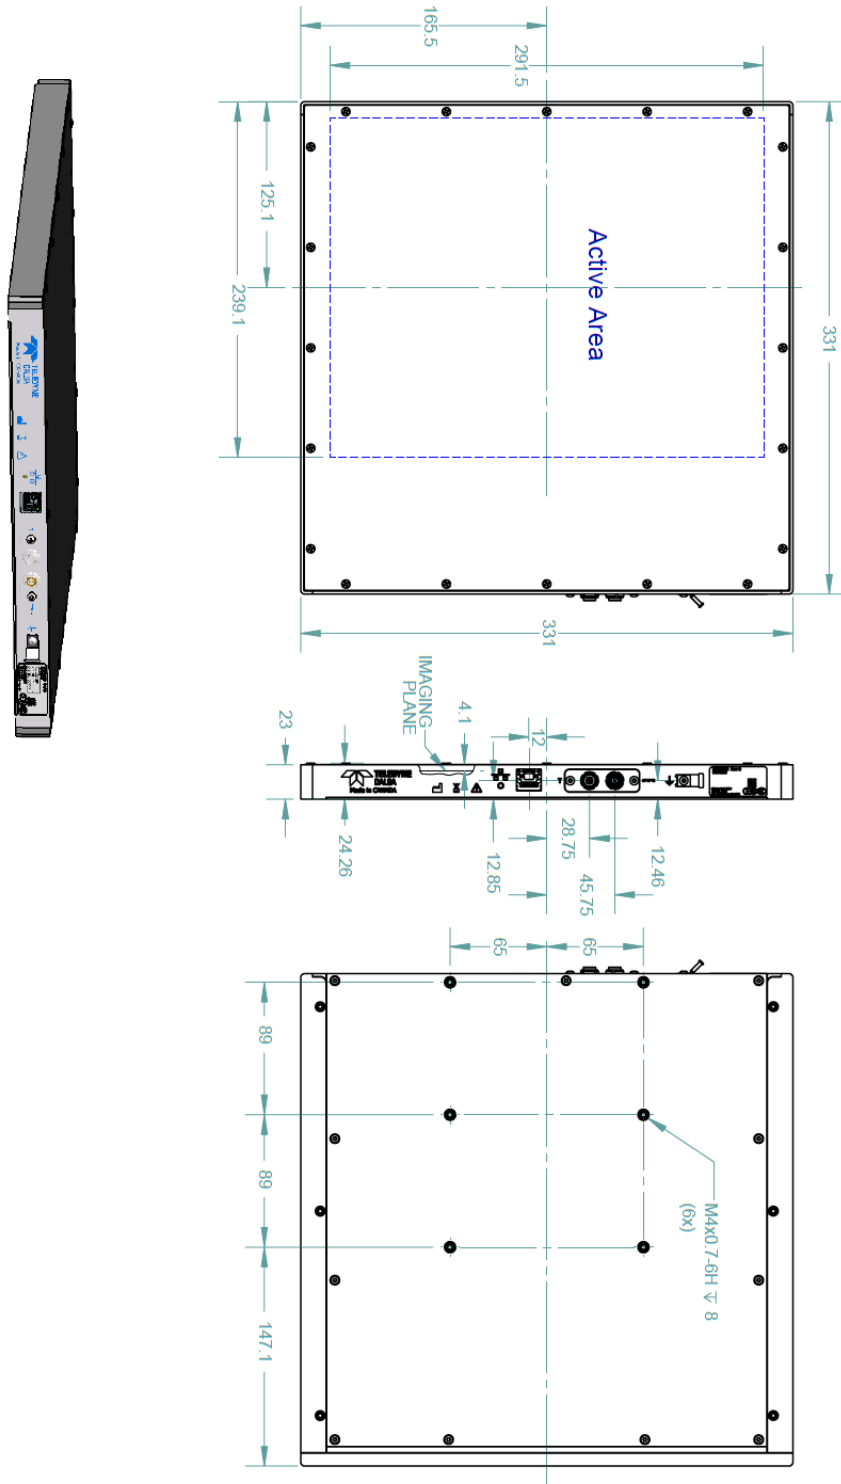 165.5
291.5
125.1
239.1
Active Area
331
331
TELEDYNE
DALSA
IMAGING
PLANE
4.1
12
23
TELEDYNE
DALSA
Made in CANADA
24.26
12.85
28.75
45.75
12.46
65
65
89
89
147.1
M4x0.7-6H ↧ 8
(6x)